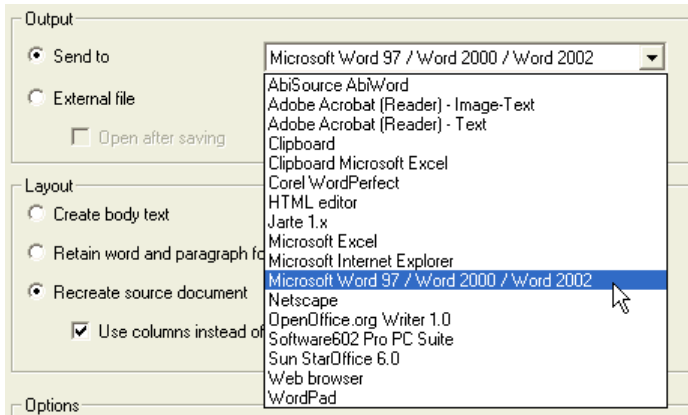 Output
Send to
Microsoft Word 97 / Word 2000 / Word 2002
AbiSource AbiWord
External file
Adobe Acrobat (Reader) - Image-Text
Adobe Acrobat (Reader) - Text
Open after saving
Clipboard
Clipboard Microsoft Excel
Corel WordPerfect
Layout
HTML editor
Create body text
Jarte 1.x
Microsoft Excel
Retain word and paragraph fo
Microsoft Internet Explorer
Microsoft Word 97 / Word 2000 / Word 2002
Recreate source document
Netscape
OpenOffice.org Writer 1.0
Use columns instead of
Software602 Pro PC Suite
Sun StarOffice 6.0
Web browser
WordPad
Options